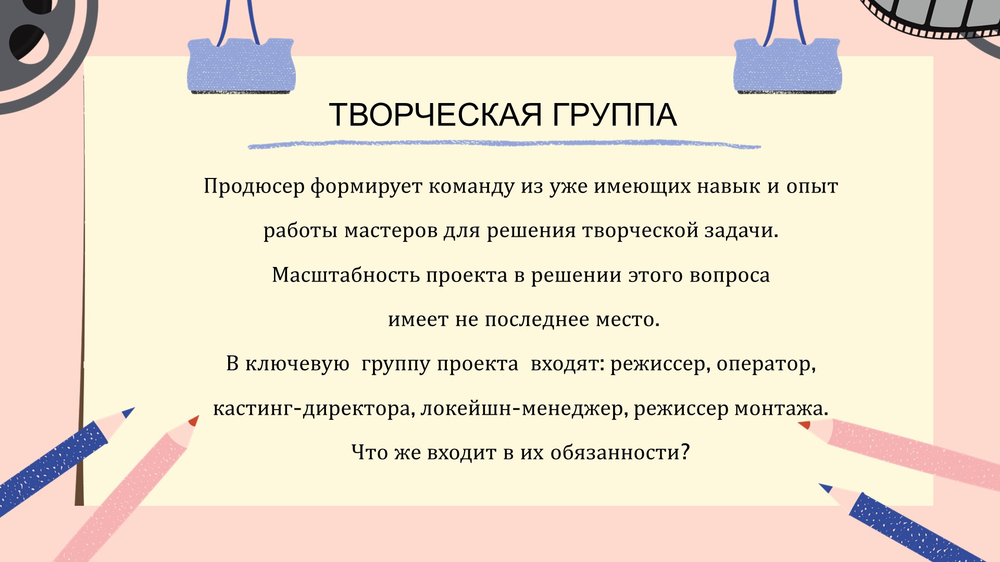 ТВОРЧЕСКАЯ ГРУППА
Продюсер формирует команду из уже имеющих навык и опыт
работы мастеров для решения творческой задачи.
Масштабность проекта в решении этого вопроса
имеет не последнее место.
В ключевую  группу проекта  входят: режиссер, оператор,
кастинг-директора, локейшн-менеджер, режиссер монтажа.
Что же входит в их обязанности?